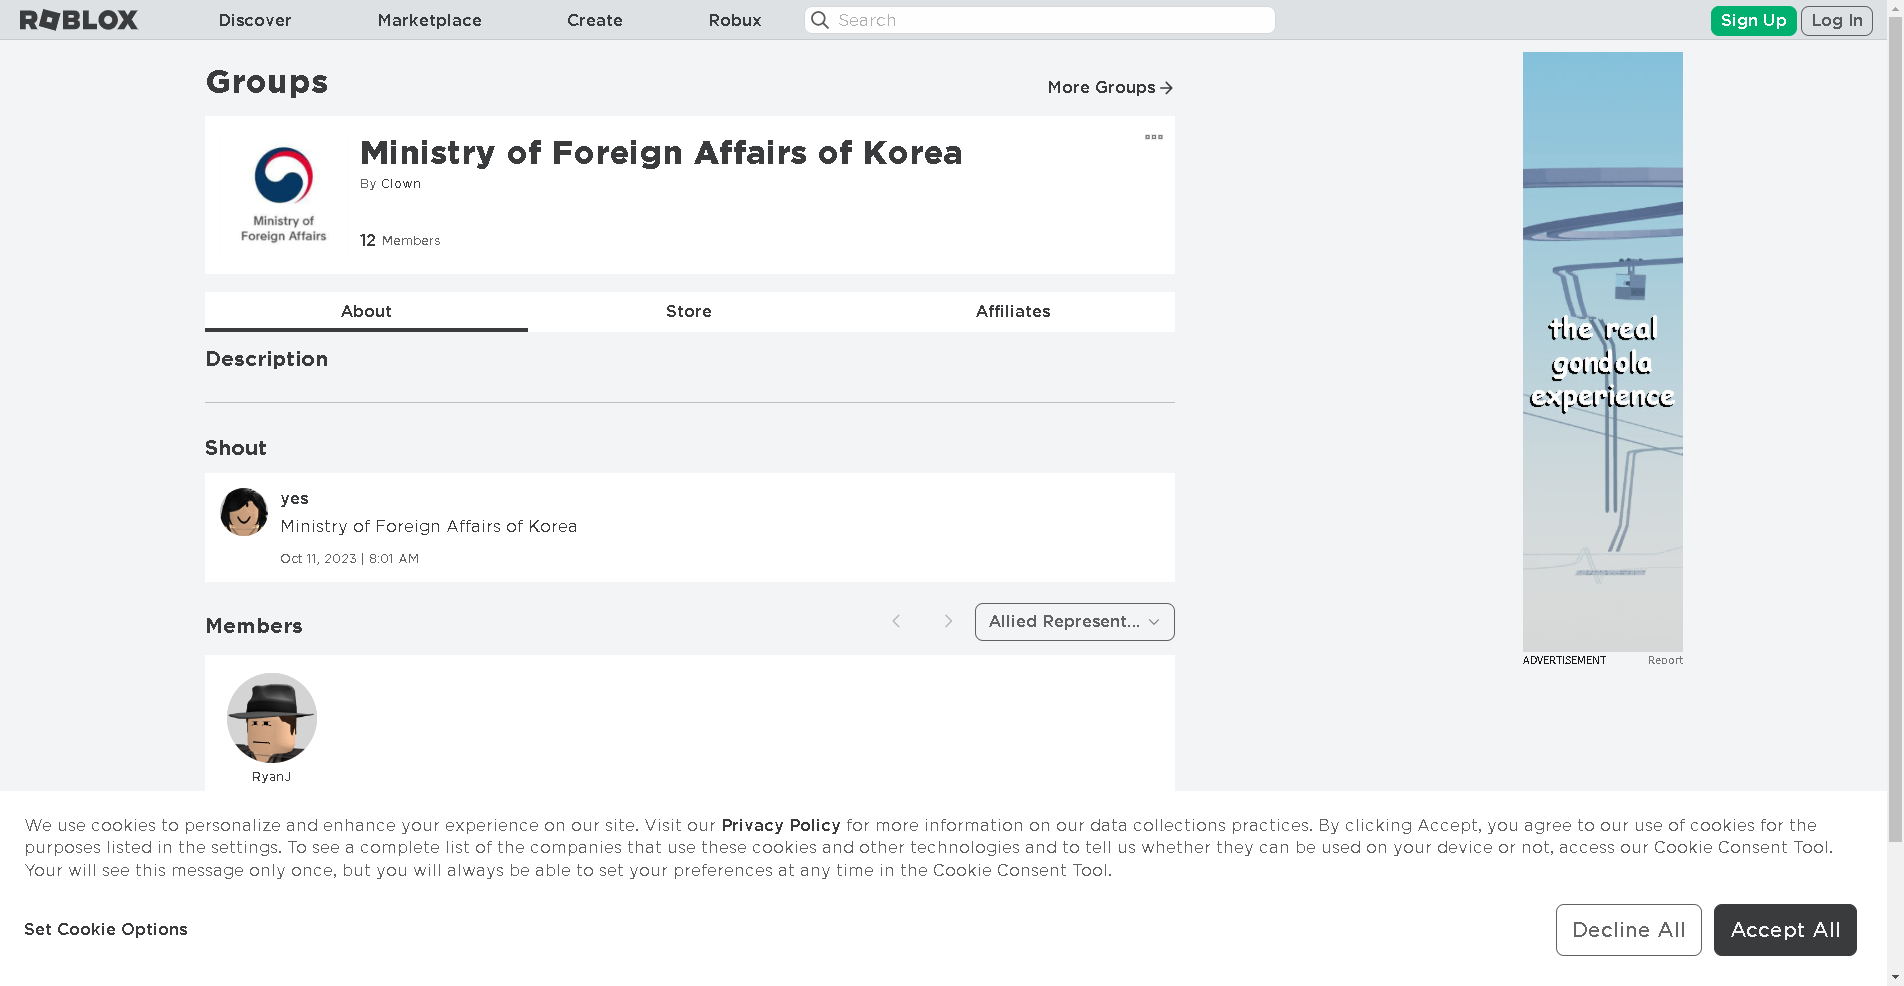 ROBLOX
Discover
Marketplace
Create
Robux
Search
Sign Up
Log In
Groups
More Groups
Ministry of Foreign Affairs
Ministry of Foreign Affairs of Korea
By Clown
12 Members
About
Store
Affiliates
Description
Shout
yes
Ministry of Foreign Affairs of Korea
Oct 11, 2023 | 8:01 AM
Members
Allied Represent...
RyanJ
the real
gondola
experience
ADVERTISEMENT
Report
We use cookies to personalize and enhance your experience on our site. Visit our Privacy Policy for more information on our data collections practices. By clicking Accept, you agree to our use of cookies for the
purposes listed in the settings. To see a complete list of the companies that use these cookies and other technologies and to tell us whether they can be used on your device or not, access our Cookie Consent Tool.
Your will see this message only once, but you will always be able to set your preferences at any time in the Cookie Consent Tool.
Set Cookie Options
Decline All
Accept All